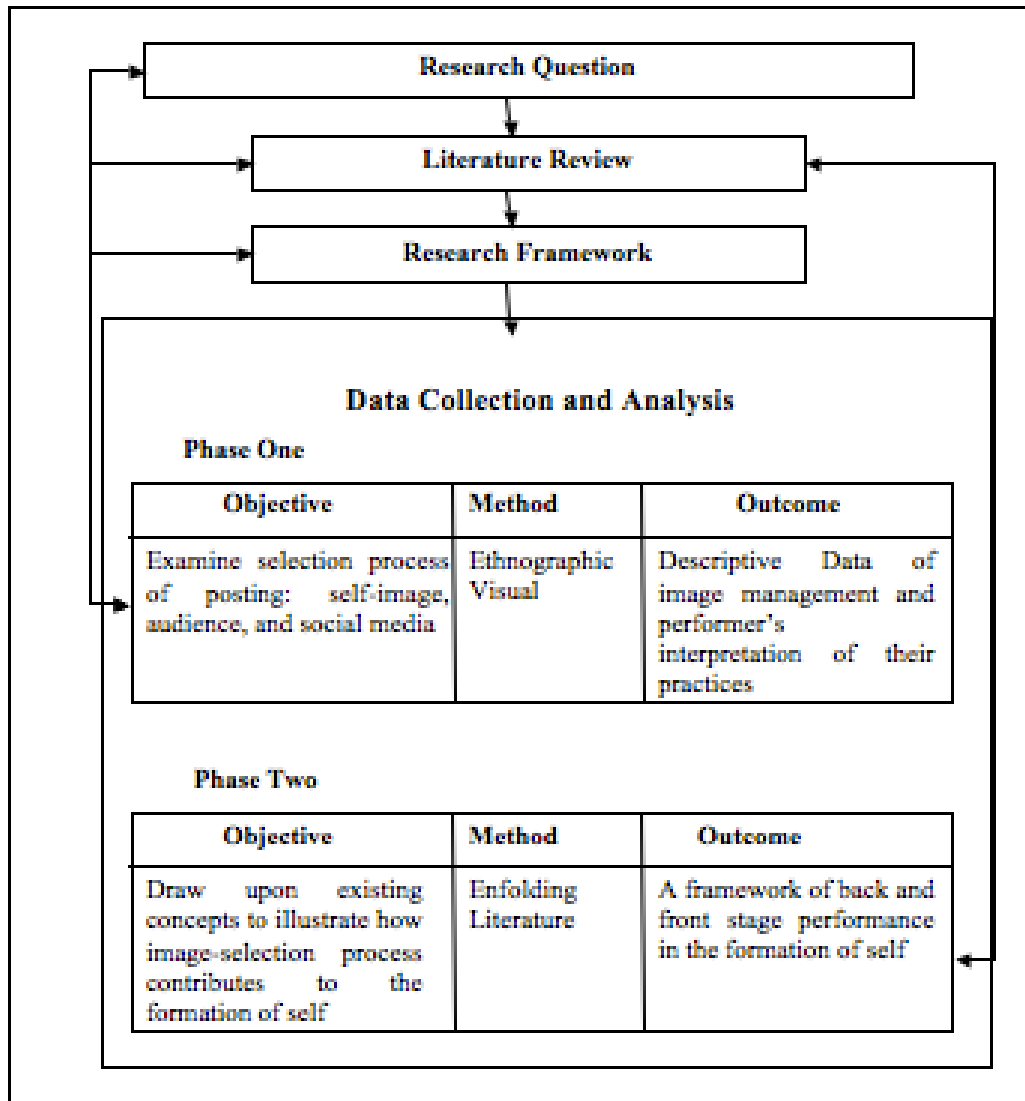 Research Question
Literature Review
Research Framework
Data Collection and Analysis
Phase One
Objective Method Outcome
Examine selection process
of posting: self-image,
audience, and social media
Ethnographic
Visual
Descriptive Data of
image management and
performer's
interpretation of their
practices
Phase Two
Objective Method Outcome
Draw upon existing
concepts to illustrate how
image-selection process
contributes to the
formation of self
Enfolding
Literature
A framework of back and
front stage performance
in the formation of self